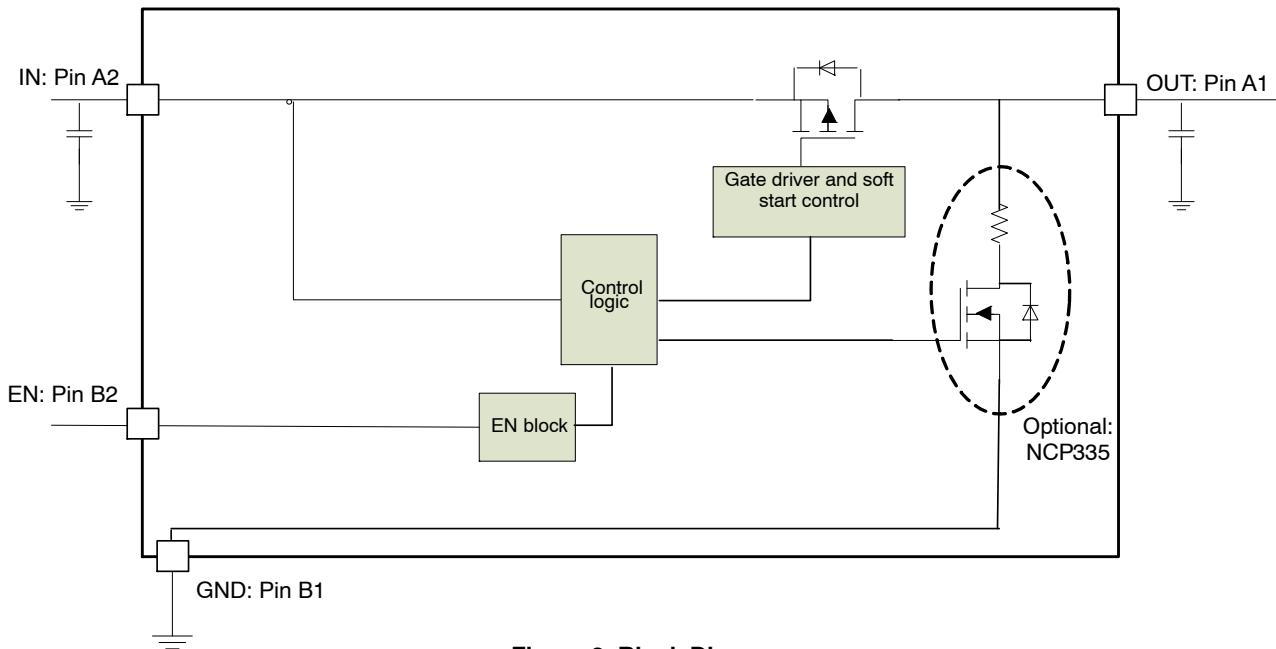 IN: Pin A2
OUT: Pin A1
Gate driver and soft
start control
Control
logic
EN: Pin B2
EN block
Optional:
NCP335
GND: Pin B1